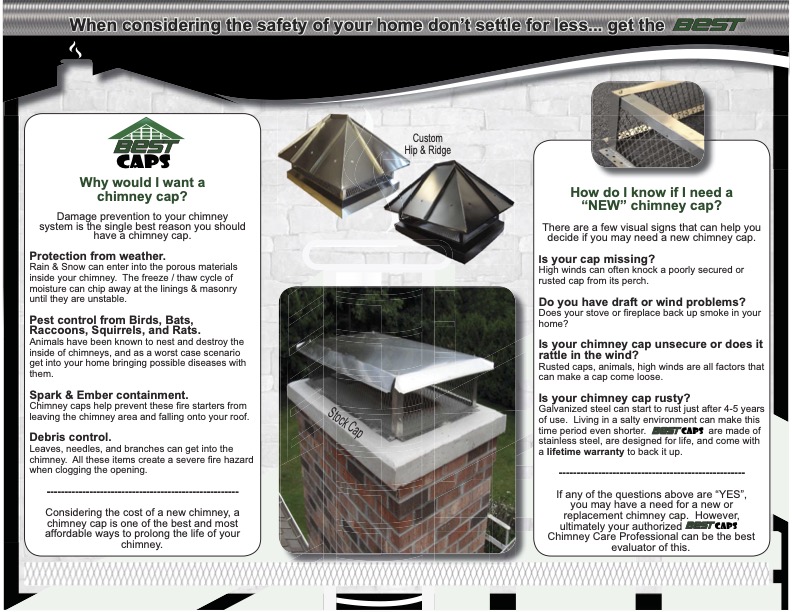 When considering the safety of your home don't settle for less... get the BEST
BEST
CAPS
Why would I want a
chimney cap?
Damage prevention to your chimney
system is the single best reason you should
have a chimney cap.
Protection from weather.
Rain & Snow can enter into the porous materials
inside your chimney. The freeze / thaw cycle of
moisture can chip away at the linings & masonry
until they are unstable.
Pest control from Birds, Bats,
Raccoons, Squirrels, and Rats.
Animals have been known to nest and destroy the
inside of chimneys, and as a worst case scenario
get into your home bringing possible diseases with
them.
Spark & Ember containment.
Chimney caps help prevent these fire starters from
leaving the chimney area and falling onto your roof.
Debris control.
Leaves, needles, and branches can get into the
chimney. All these items create a severe fire hazard
when clogging the opening.
-------------------------------------------------------
Considering the cost of a new chimney, a
chimney cap is one of the best and most
affordable ways to prolong the life of your
chimney.
Custom
Hip & Ridge
Stock Cap
How do I know if I need a
“NEW” chimney cap?
There are a few visual signs that can help you
decide if you may need a new chimney cap.
Is your cap missing?
High winds can often knock a poorly secured or
rusted cap from its perch.
Do you have draft or wind problems?
Does your stove or fireplace back up smoke in your
home?
Is your chimney cap unsecure or does it
rattle in the wind?
Rusted caps, animals, high winds are all factors that
can make a cap come loose.
Is your chimney cap rusty?
Galvanized steel can start to rust just after 4-5 years
of use. Living in a salty environment can make this
time period even shorter. BEST CAPS are made of
stainless steel, are designed for life, and come with
a lifetime warranty to back it up.
-----------------------------------------------------
If any of the questions above are “YES”,
you may have a need for a new or
replacement chimney cap. However,
ultimately your authorized BEST CAPS
Chimney Care Professional can be the best
evaluator of this.